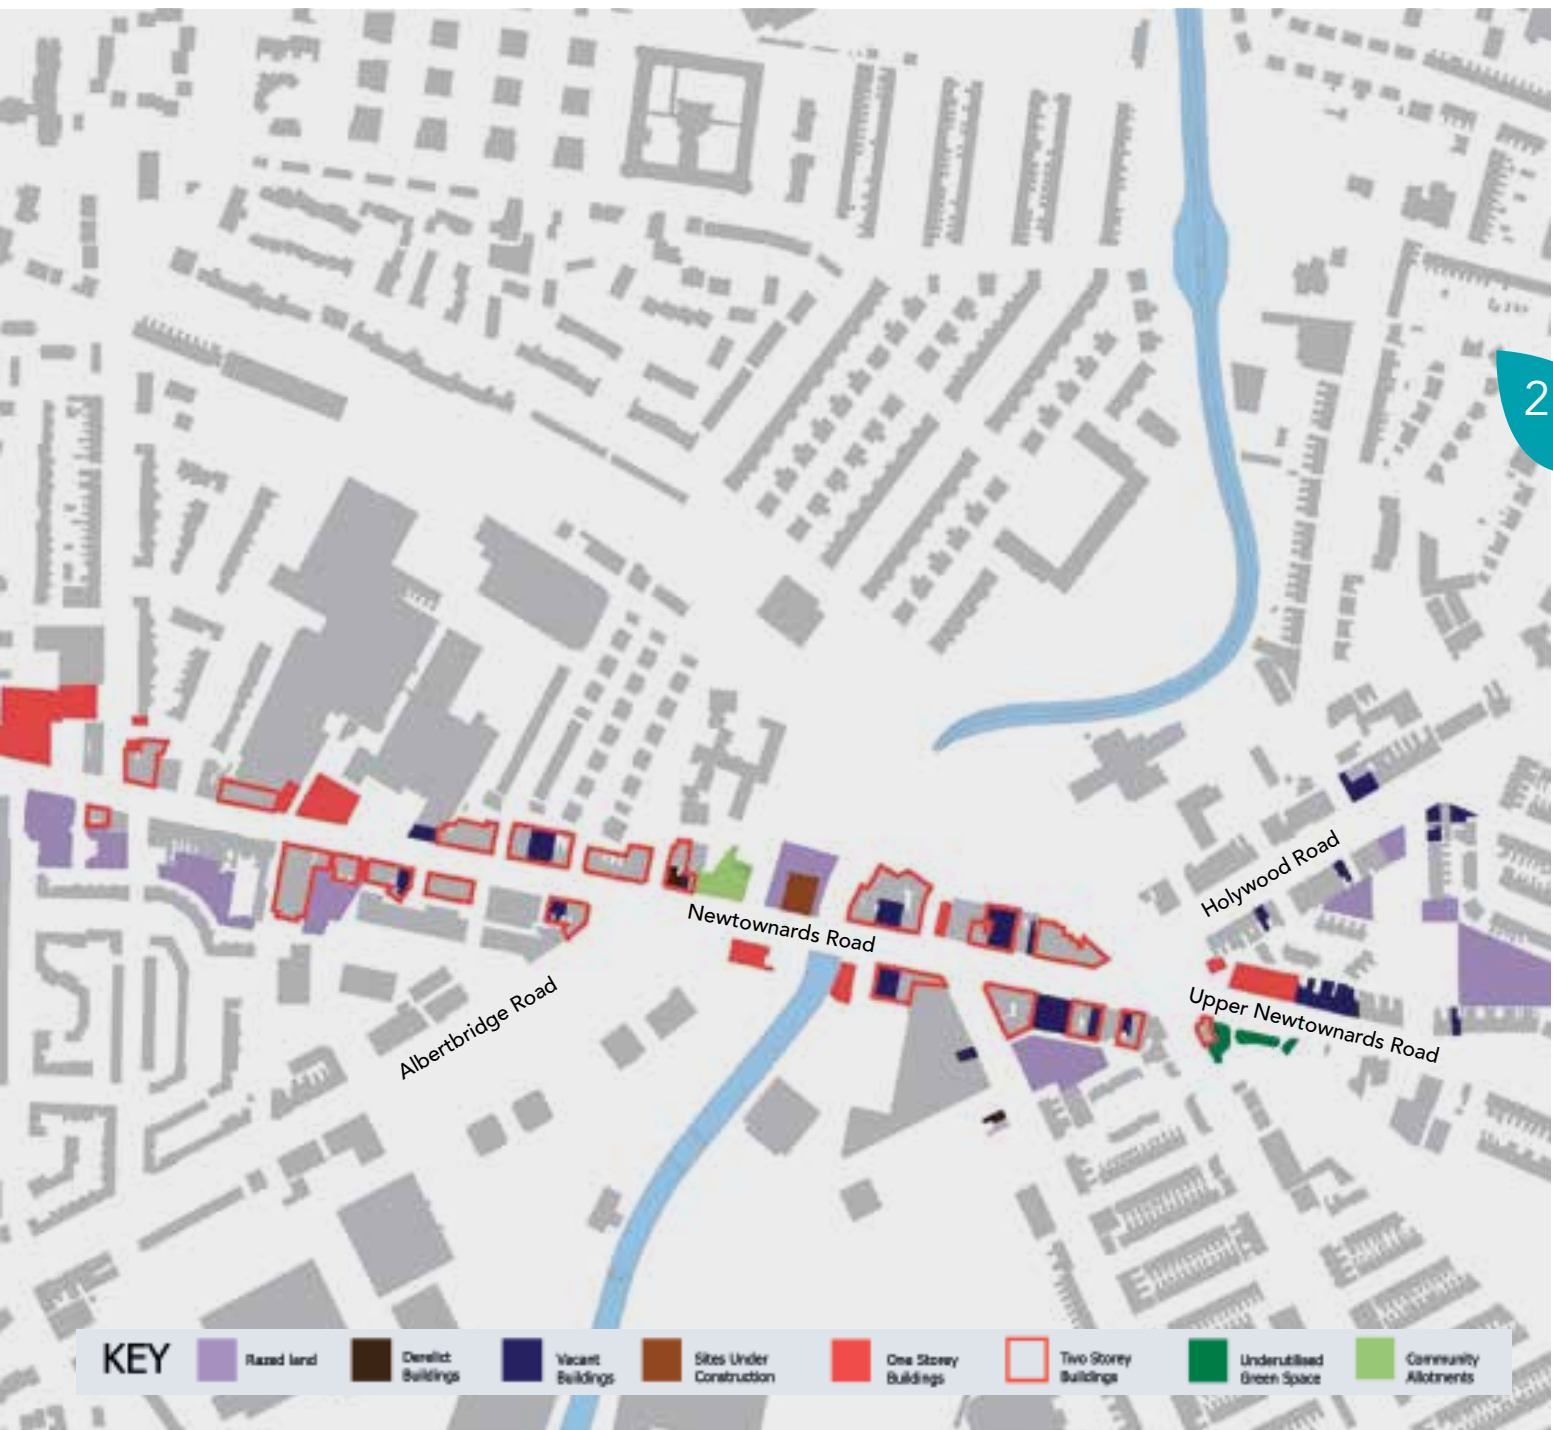 2
Holywood Road
Newtownards Road
Upper Newtownards Road
Albertbridge Road
KEY
Razed land
Derelict
Buildings
Vacant
Buildings
Sites Under
Construction
One Storey
Buildings
Two Storey
Buildings
Underutilised
Green Space
Community
Allotments